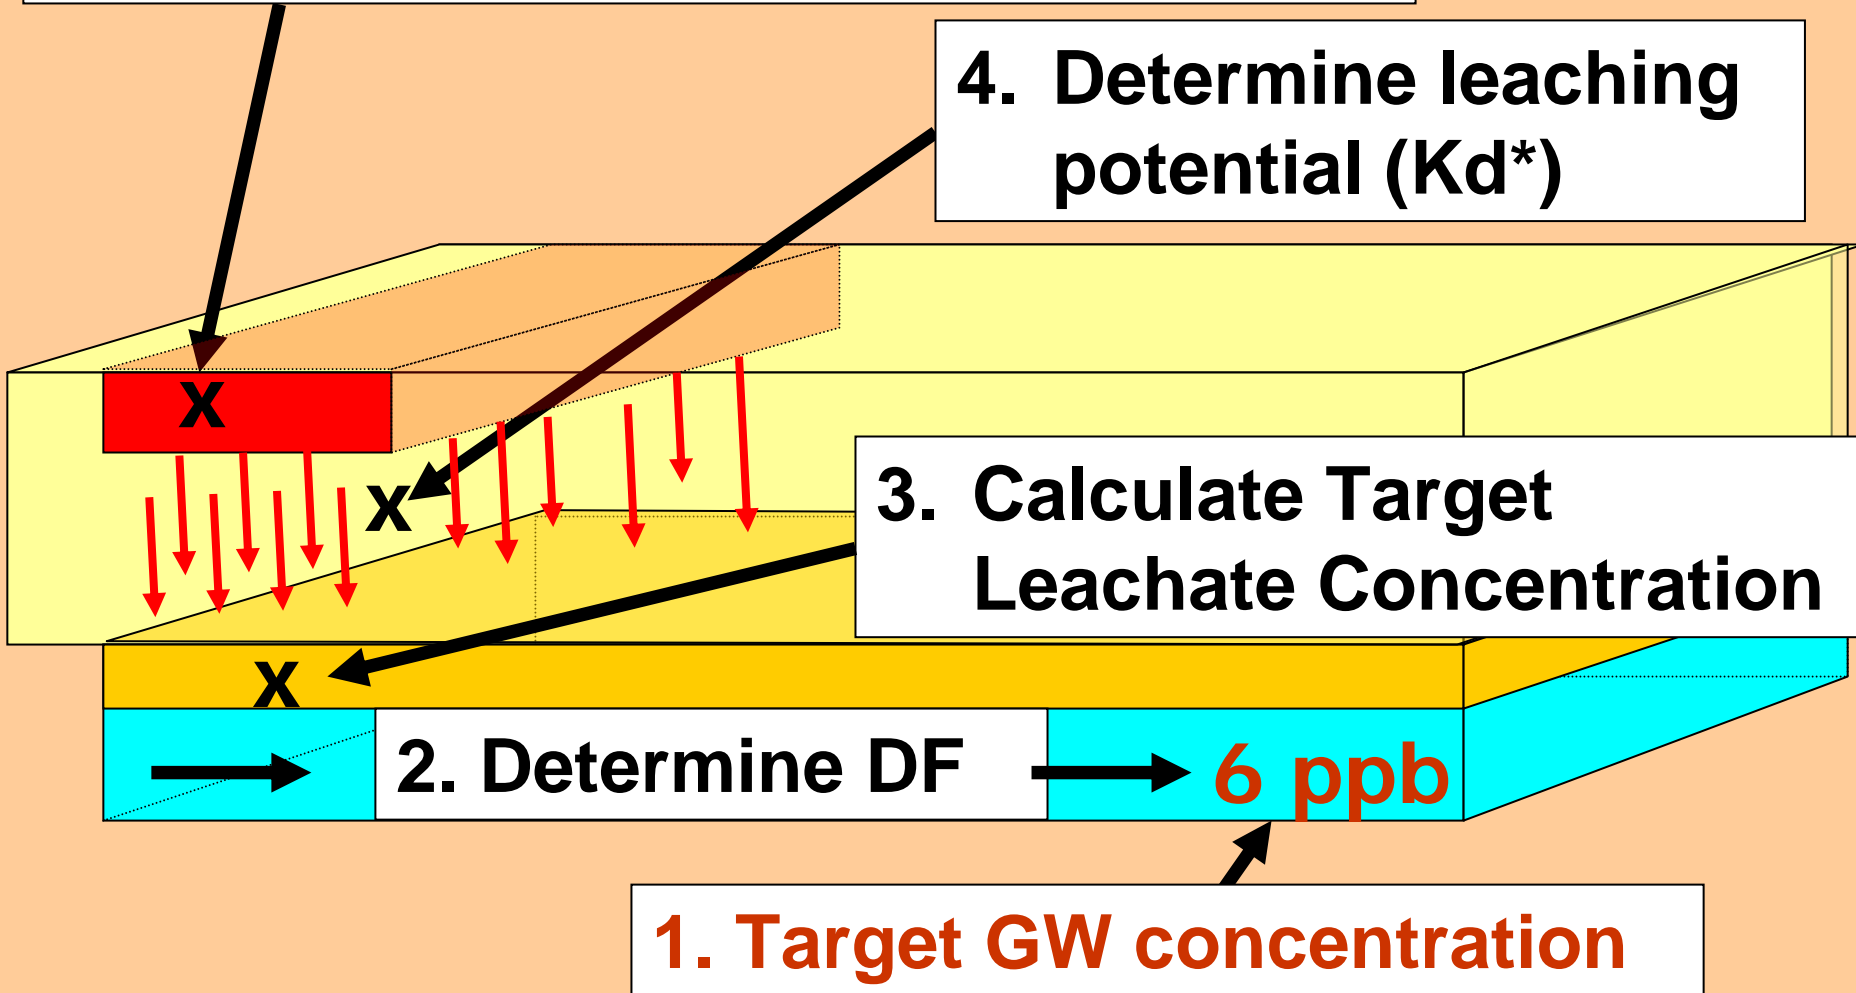 4. Determine leaching
potential (Kd*)
x
x
3. Calculate Target
Leachate Concentration
x
2. Determine DF
6 ppb
1. Target GW concentration